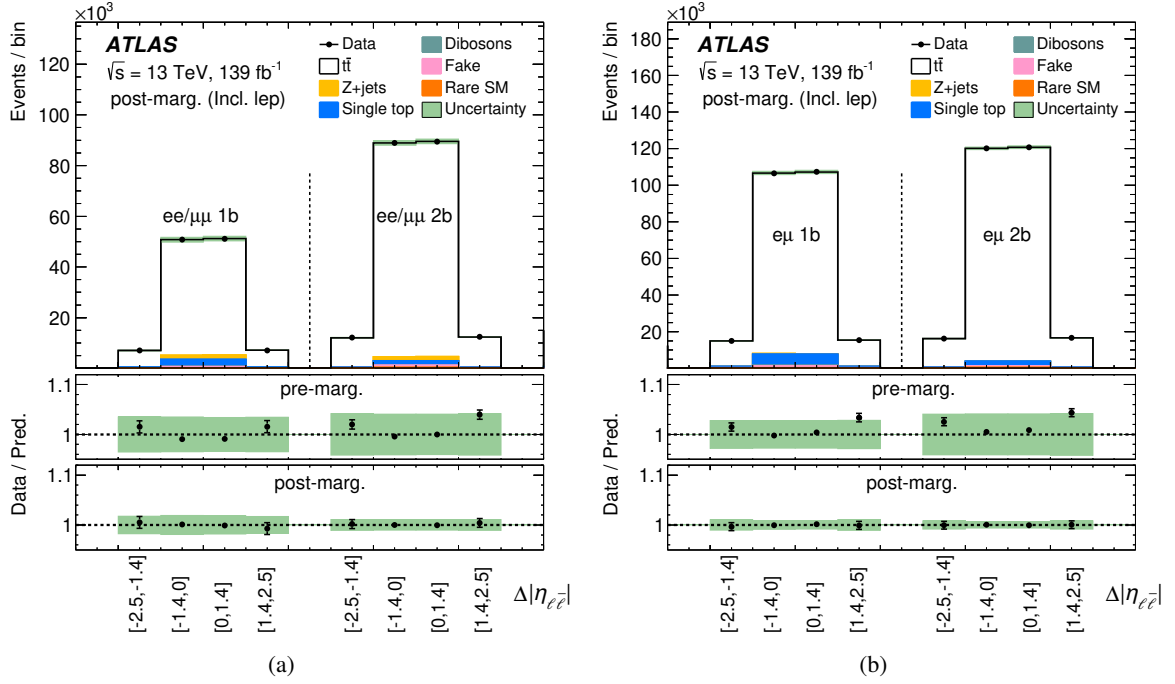 ×10³
Events / bin
120
100
80
60
40
20
ATLAS
√s = 13 TeV, 139 fb⁻¹
post-marg. (Incl. lep)
Data
tt̄
Z+jets
Single top
Dibosons
Fake
Rare SM
Uncertainty
ee/μμ 1b
ee/μμ 2b
Data / Pred.
1.1
1
pre-marg.
1.1
1
post-marg.
[-2.5,-1.4]
[-1.4,0]
[0,1.4]
[1.4,2.5]
[-2.5,-1.4]
[-1.4,0]
[0,1.4]
[1.4,2.5]
Δ|η_ℓℓ̄|
(a)
×10³
Events / bin
180
160
140
120
100
80
60
40
20
ATLAS
√s = 13 TeV, 139 fb⁻¹
post-marg. (Incl. lep)
Data
tt̄
Z+jets
Single top
Dibosons
Fake
Rare SM
Uncertainty
eμ 1b
eμ 2b
Data / Pred.
1.1
1
pre-marg.
1.1
1
post-marg.
[-2.5,-1.4]
[-1.4,0]
[0,1.4]
[1.4,2.5]
[-2.5,-1.4]
[-1.4,0]
[0,1.4]
[1.4,2.5]
Δ|η_ℓℓ̄|
(b)